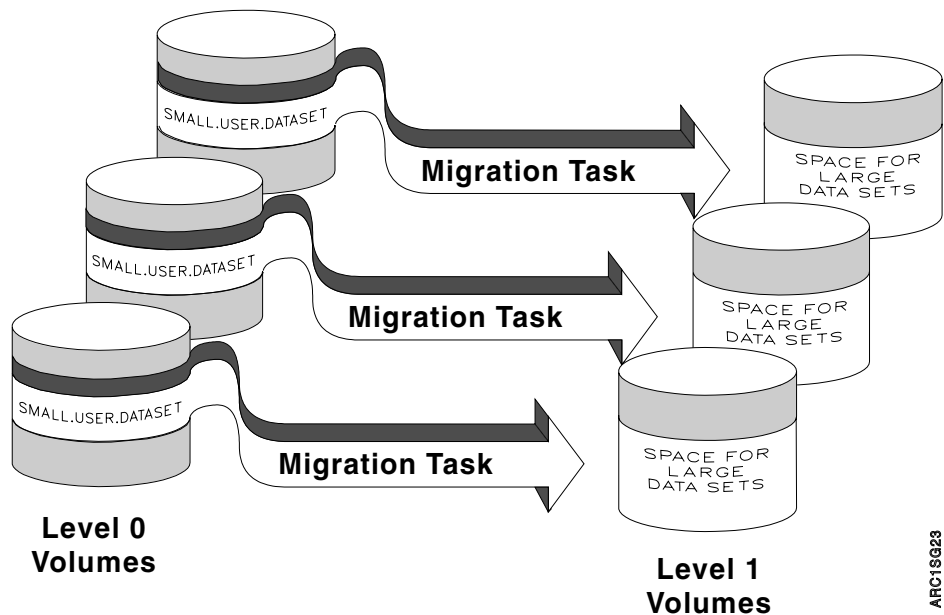 SMALL.USER.DATASET
Migration Task
SPACE FOR
LARGE
DATA SETS
SMALL.USER.DATASET
Migration Task
SPACE FOR
LARGE
DATA SETS
SMALL.USER.DATASET
Migration Task
SPACE FOR
LARGE
DATA SETS
Level 0
Volumes
Level 1
Volumes
ARC1SG23